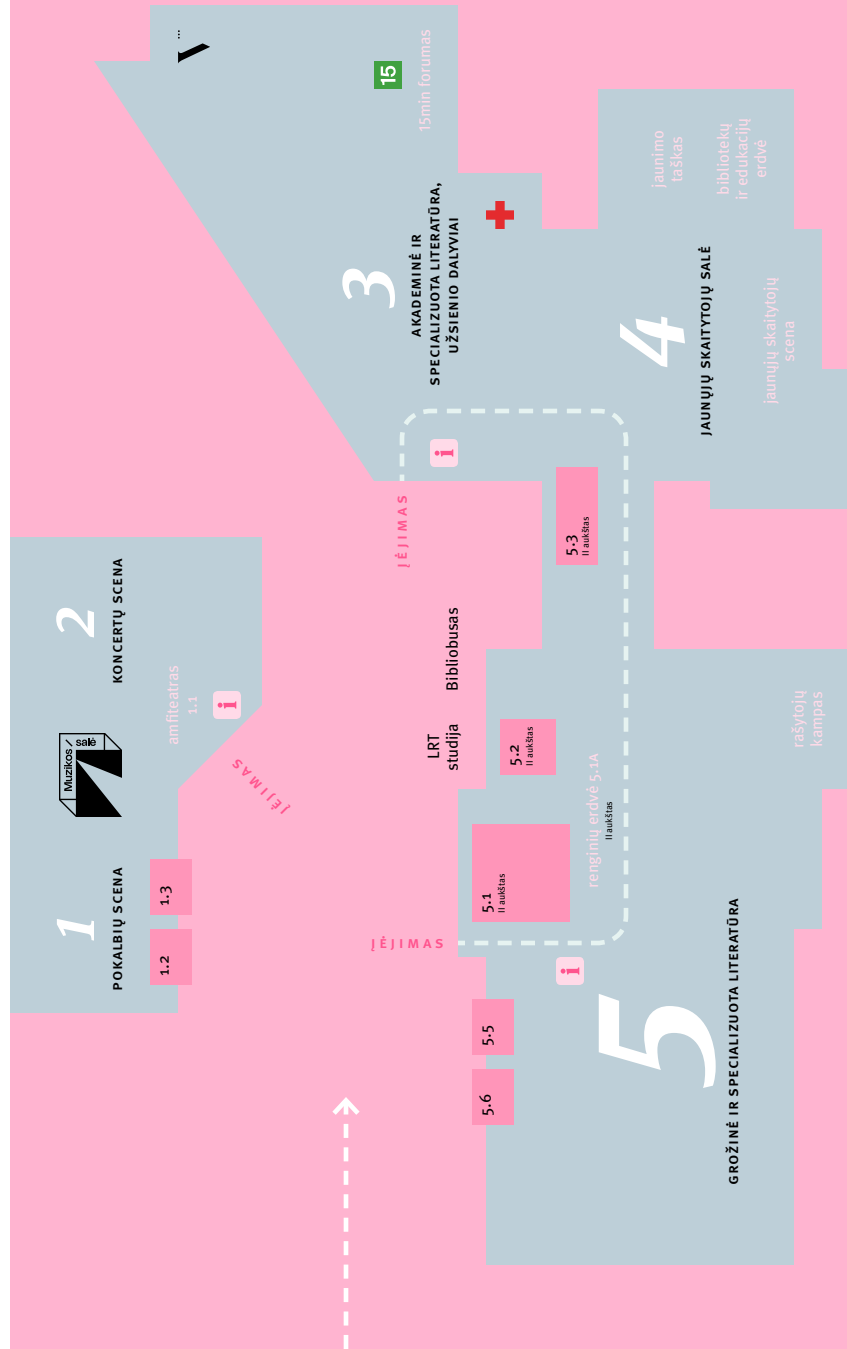 1
POKALBIŲ SCENA
1.2
1.3
Muzikos
salė
2
KONCERTŲ SCENA
amfiteatras
1.1
i
ĮĖJIMAS
3
AKADEMINĖ IR
SPECIALIZUOTA LITERATŪRA,
UŽSIENIO DALYVIAI
15
15min forumas
i
ĮĖJIMAS
4
JAUNŲJŲ SKAITYTOJŲ SALĖ
jaunųjų skaitytojų
scena
jaunimo
taškas
bibliotekų
ir edukacijų
erdvė
LRT
studija
Bibliobusas
5.3
II aukštas
5.2
II aukštas
5.1
II aukštas
renginių erdvė 5.1A
II aukštas
ĮĖJIMAS
i
5.5
5.6
5
GROŽINĖ IR SPECIALIZUOTA LITERATŪRA
rašytojų
kampas